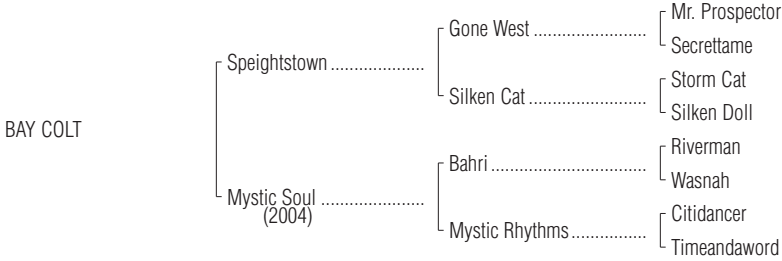 Mr. Prospector
Gone West ........................
Secrettame
Speightstown ....................
Storm Cat
Silken Cat .........................
Silken Doll
BAY COLT
Riverman
Bahri .................................
Wasnah
Mystic Soul ......................
(2004)
Citidancer
Mystic Rhythms ................
Timeandaword